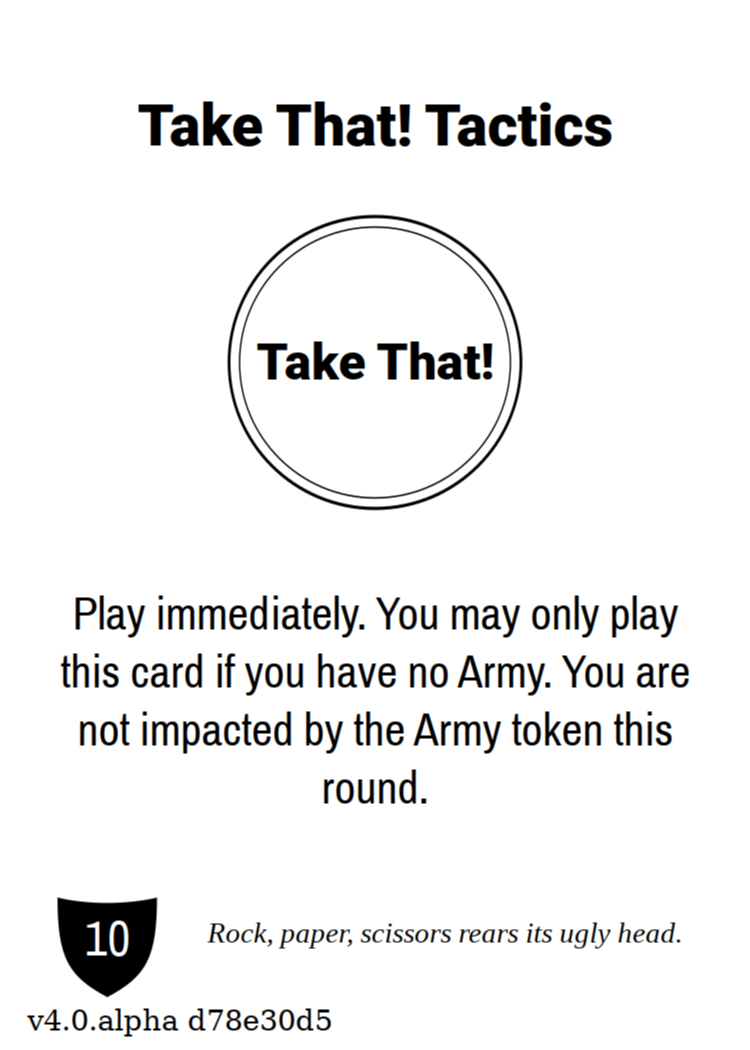 Take That! Tactics
Take That!
Play immediately. You may only play
this card if you have no Army. You are
not impacted by the Army token this
round.
10
Rock, paper, scissors rears its ugly head.
v4.0.alpha d78e30d5